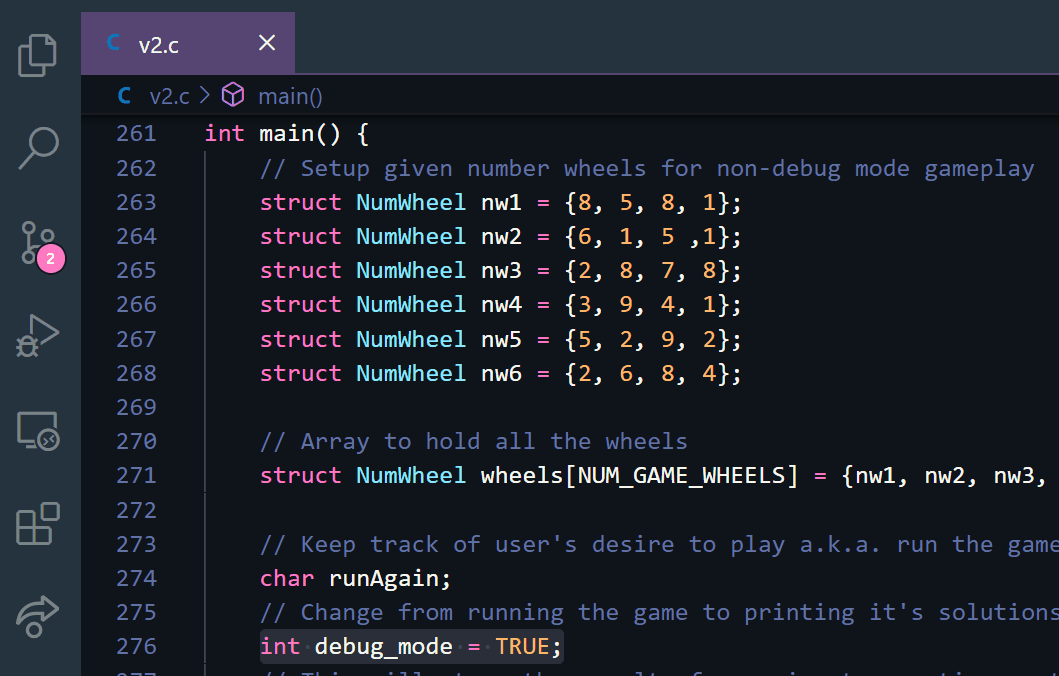 C v2.c
C v2.c > main()
2
261 int main() {
262 // Setup given number wheels for non-debug mode gameplay
263 struct NumWheel nw1 = {8, 5, 8, 1};
264 struct NumWheel nw2 = {6, 1, 5 ,1};
265 struct NumWheel nw3 = {2, 8, 7, 8};
266 struct NumWheel nw4 = {3, 9, 4, 1};
267 struct NumWheel nw5 = {5, 2, 9, 2};
268 struct NumWheel nw6 = {2, 6, 8, 4};
269
270 // Array to hold all the wheels
271 struct NumWheel wheels[NUM_GAME_WHEELS] = {nw1, nw2, nw3,
272
273 // Keep track of user's desire to play a.k.a. run the game
274 char runAgain;
275 // Change from running the game to printing it's solutions
276 int debug_mode = TRUE;